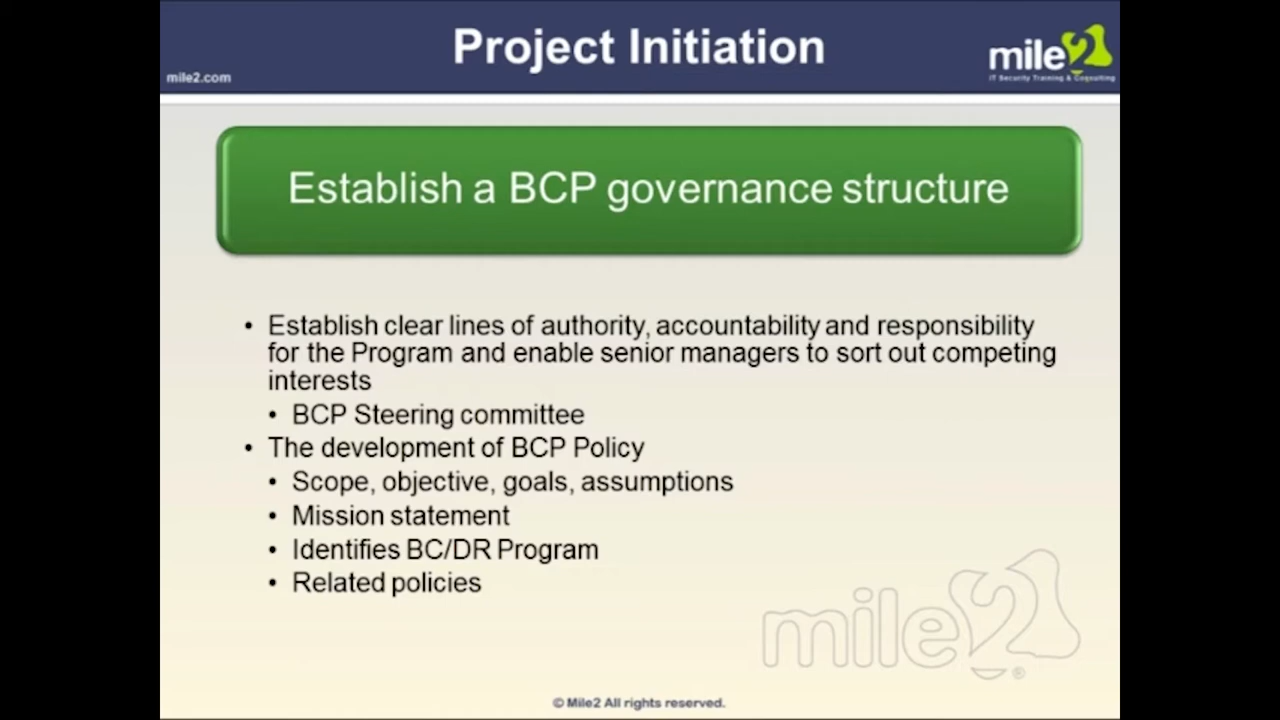 Project Initiation
mile2.com
mile2
IT Security Training & Consulting
Establish a BCP governance structure
• Establish clear lines of authority, accountability and responsibility
for the Program and enable senior managers to sort out competing
interests
• BCP Steering committee
• The development of BCP Policy
• Scope, objective, goals, assumptions
• Mission statement
• Identifies BC/DR Program
• Related policies
mile2®
© Mile2 All rights reserved.